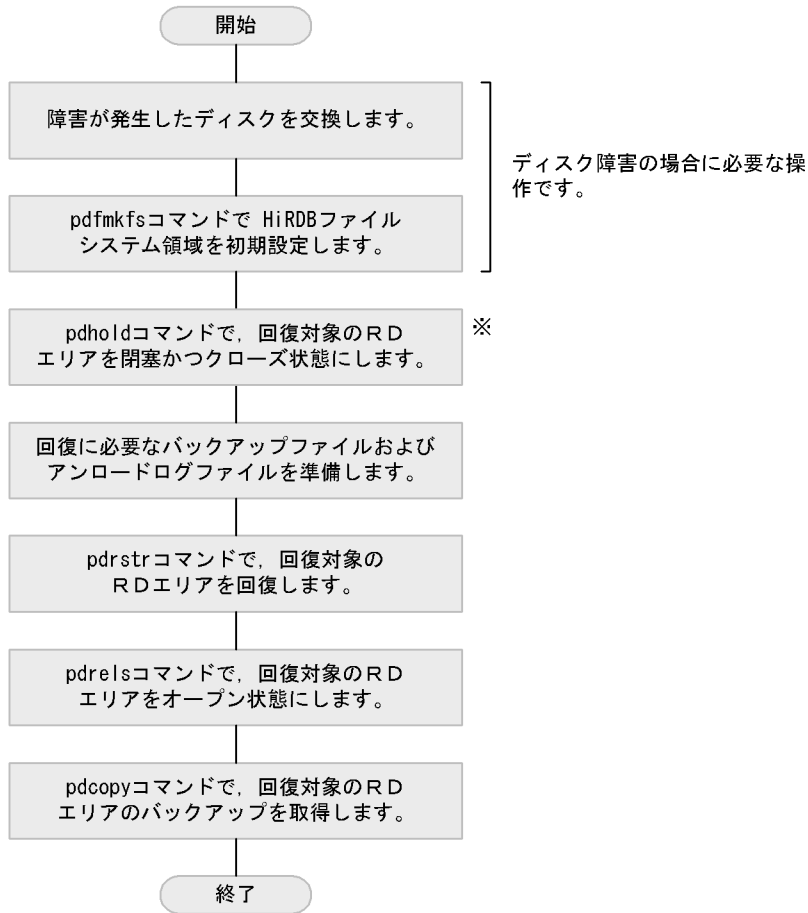 開始
障害が発生したディスクを交換します。
ディスク障害の場合に必要な操
作です。
pdfmkfsコマンドで HiRDBファイル
システム領域を初期設定します。
pdholdコマンドで，回復対象のＲＤ
エリアを閉塞かつクローズ状態にします。
※
回復に必要なバックアップファイルおよび
アンロードログファイルを準備します。
pdrstrコマンドで，回復対象の
ＲＤエリアを回復します。
pdrelsコマンドで，回復対象のＲＤ
エリアをオープン状態にします。
pdcopyコマンドで，回復対象のＲＤ
エリアのバックアップを取得します。
終了